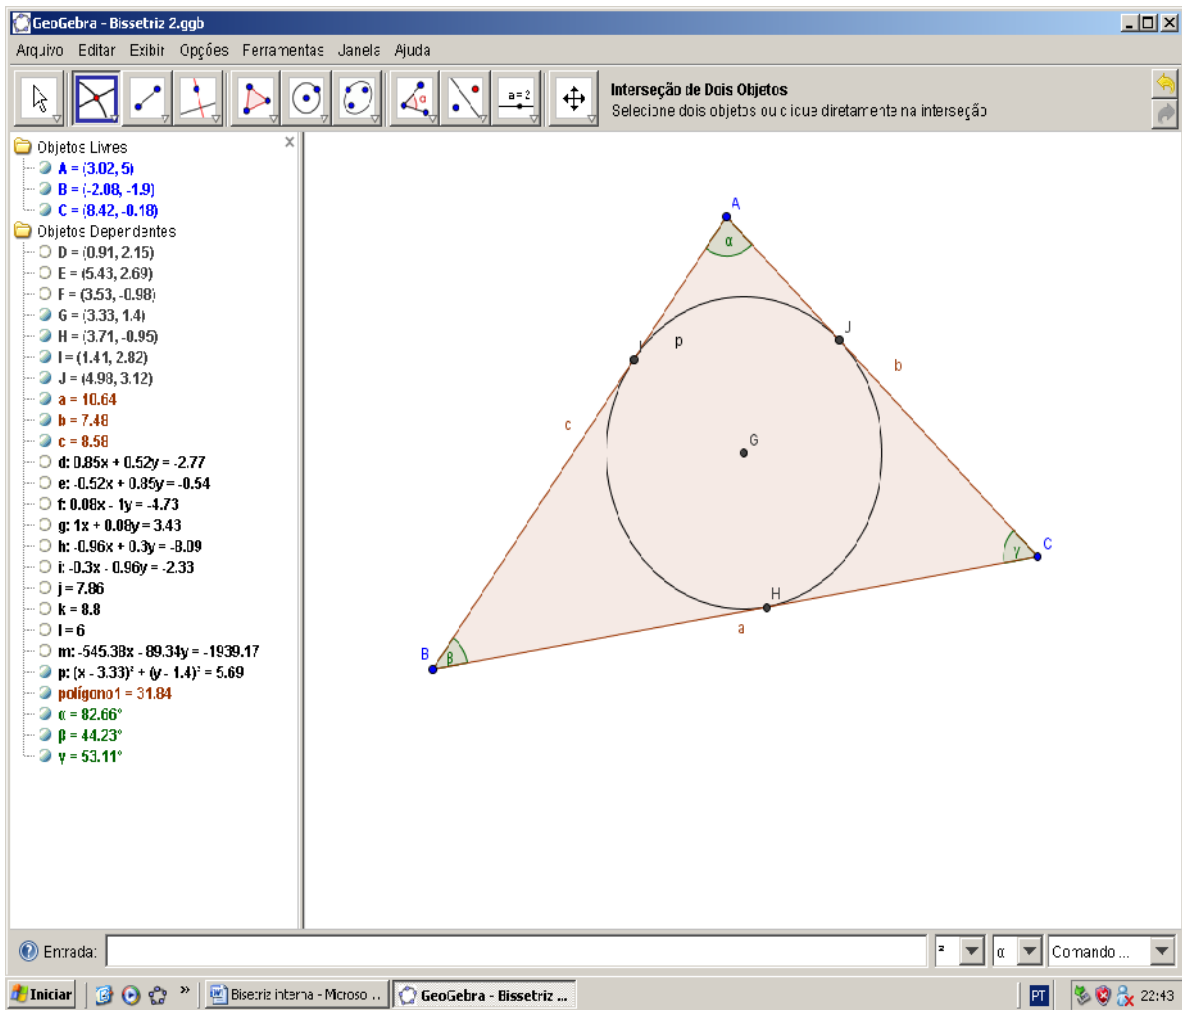 GeoGebra - Bissetriz 2.ggb
Arquivo Editar Exibir Opções Ferramentas Janela Ajuda
a=2
Interseção de Dois Objetos
Selecione dois objetos ou clique diretamente na interseção
Objetos Livres
A = (3.02, 5)
B = (-2.08, -1.9)
C = (8.42, -0.18)
Objetos Dependentes
D = (0.91, 2.15)
E = (5.43, 2.69)
F = (3.53, -0.98)
G = (3.33, 1.4)
H = (3.71, -0.95)
I = (1.41, 2.82)
J = (4.98, 3.12)
a = 10.64
b = 7.48
c = 8.58
d: 0.85x + 0.52y = -2.77
e: -0.52x + 0.85y = -0.54
f: 0.08x - 1y = -4.73
g: 1x + 0.08y = 3.43
h: -0.96x + 0.3y = -8.09
i: -0.3x - 0.96y = -2.33
j = 7.86
k = 8.8
l = 6
m: -545.38x - 89.34y = -1939.17
p: (x - 3.33)² + (y - 1.4)² = 5.69
polígono1 = 31.84
α = 82.66°
β = 44.23°
γ = 53.11°
A
α
J
I
p
b
c
G
C
γ
H
a
B
β
Entrada:
²
α
Comando ...
Iniciar
»
Bisetriz interna - Microso ...
GeoGebra - Bissetriz ...
PT
22:43